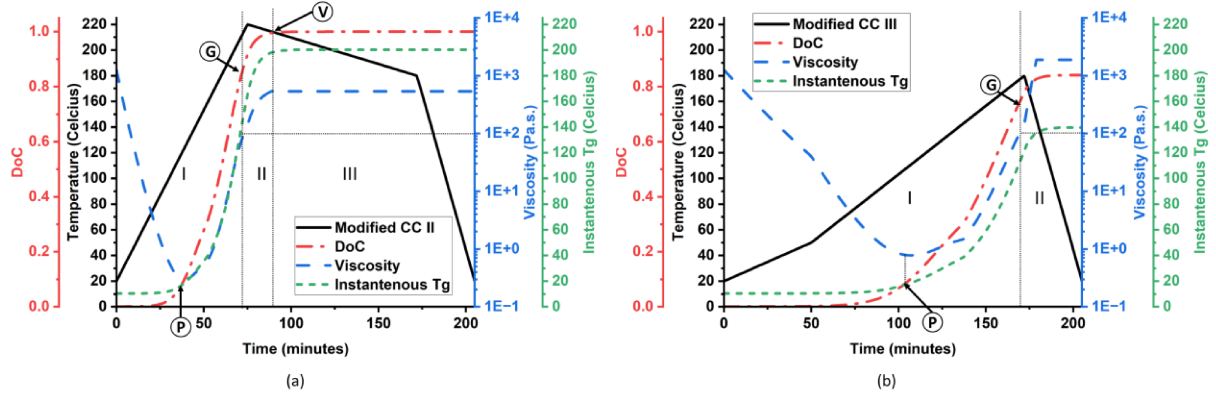 DoC
1.0
0.8
0.6
0.4
0.2
0.0
Temperature (Celcius)
220
200
180
160
140
120
100
80
60
40
20
0
G
V
I
II
III
P
Modified CC II
DoC
Viscosity
Instantenous Tg
0
50
100
150
200
Time (minutes)
1E+5
1E+4
1E+3
1E+2
1E+1
1E+0
1E−1
Viscosity (Pa.s.)
220
200
180
160
140
120
100
80
60
40
20
0
Instantenous Tg (Celcius)
(a)
DoC
1.0
0.8
0.6
0.4
0.2
0.0
Temperature (Celcius)
220
200
180
160
140
120
100
80
60
40
20
0
Modified CC III
DoC
Viscosity
Instantenous Tg
G
I
II
P
0
50
100
150
200
Time (minutes)
1E+5
1E+4
1E+3
1E+2
1E+1
1E+0
1E−1
Viscosity (Pa.s.)
220
200
180
160
140
120
100
80
60
40
20
0
Instantenous Tg (Celcius)
(b)